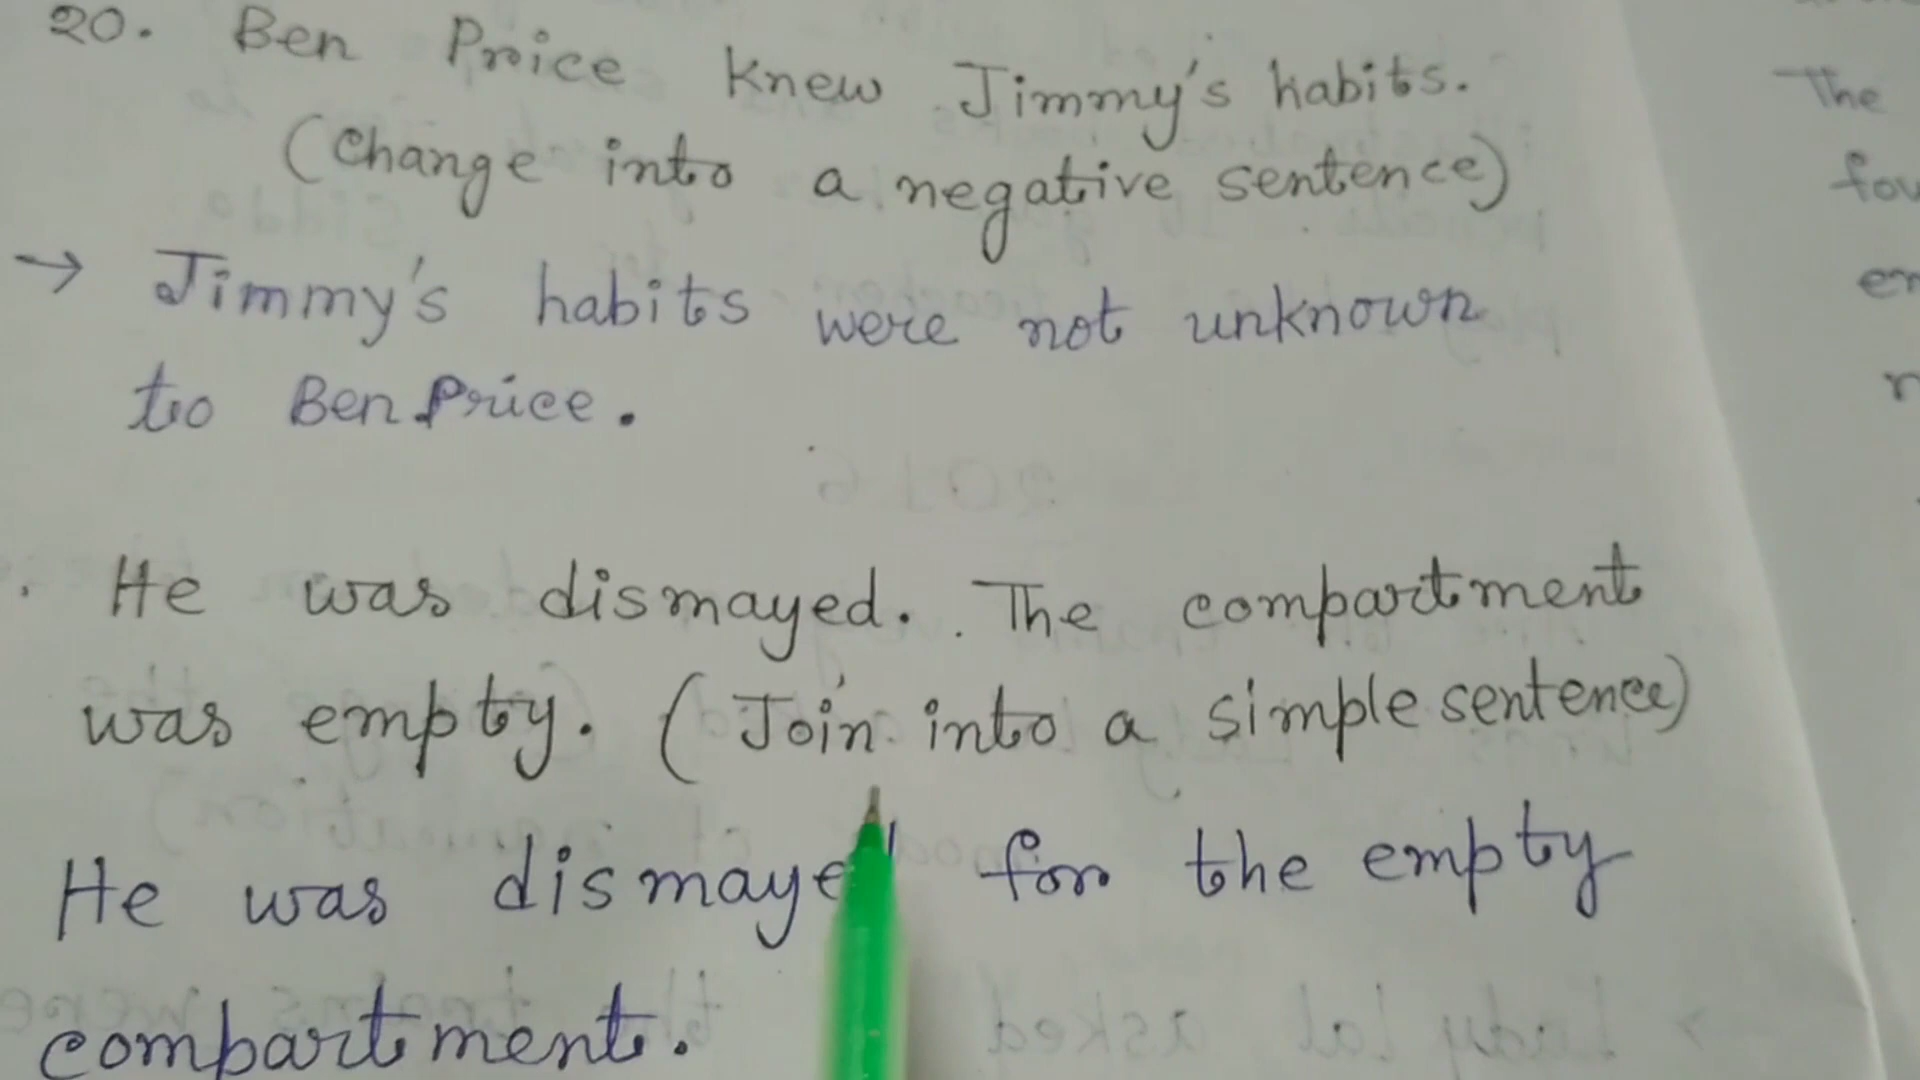 20. Ben Price knew Jimmy's habits.
(Change into a negative sentence)
→ Jimmy's habits were not unknown
to Ben Price.
He was dismayed. The compartment
was empty. (Join into a simple sentence)
He was dismayed for the empty
compartment.
The